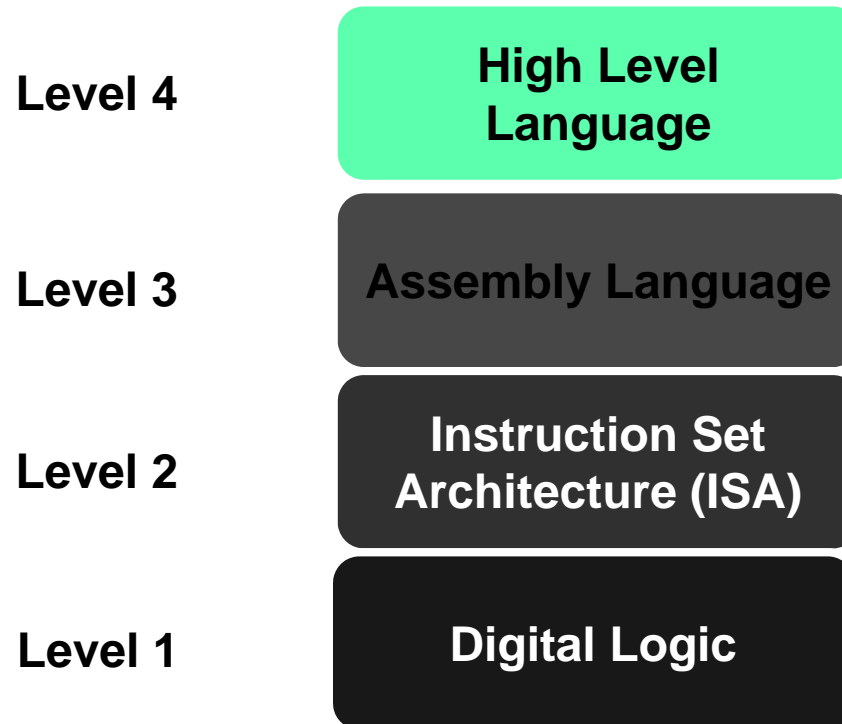 Level 4
High Level
Language
Level 3
Assembly Language
Level 2
Instruction Set
Architecture (ISA)
Level 1
Digital Logic